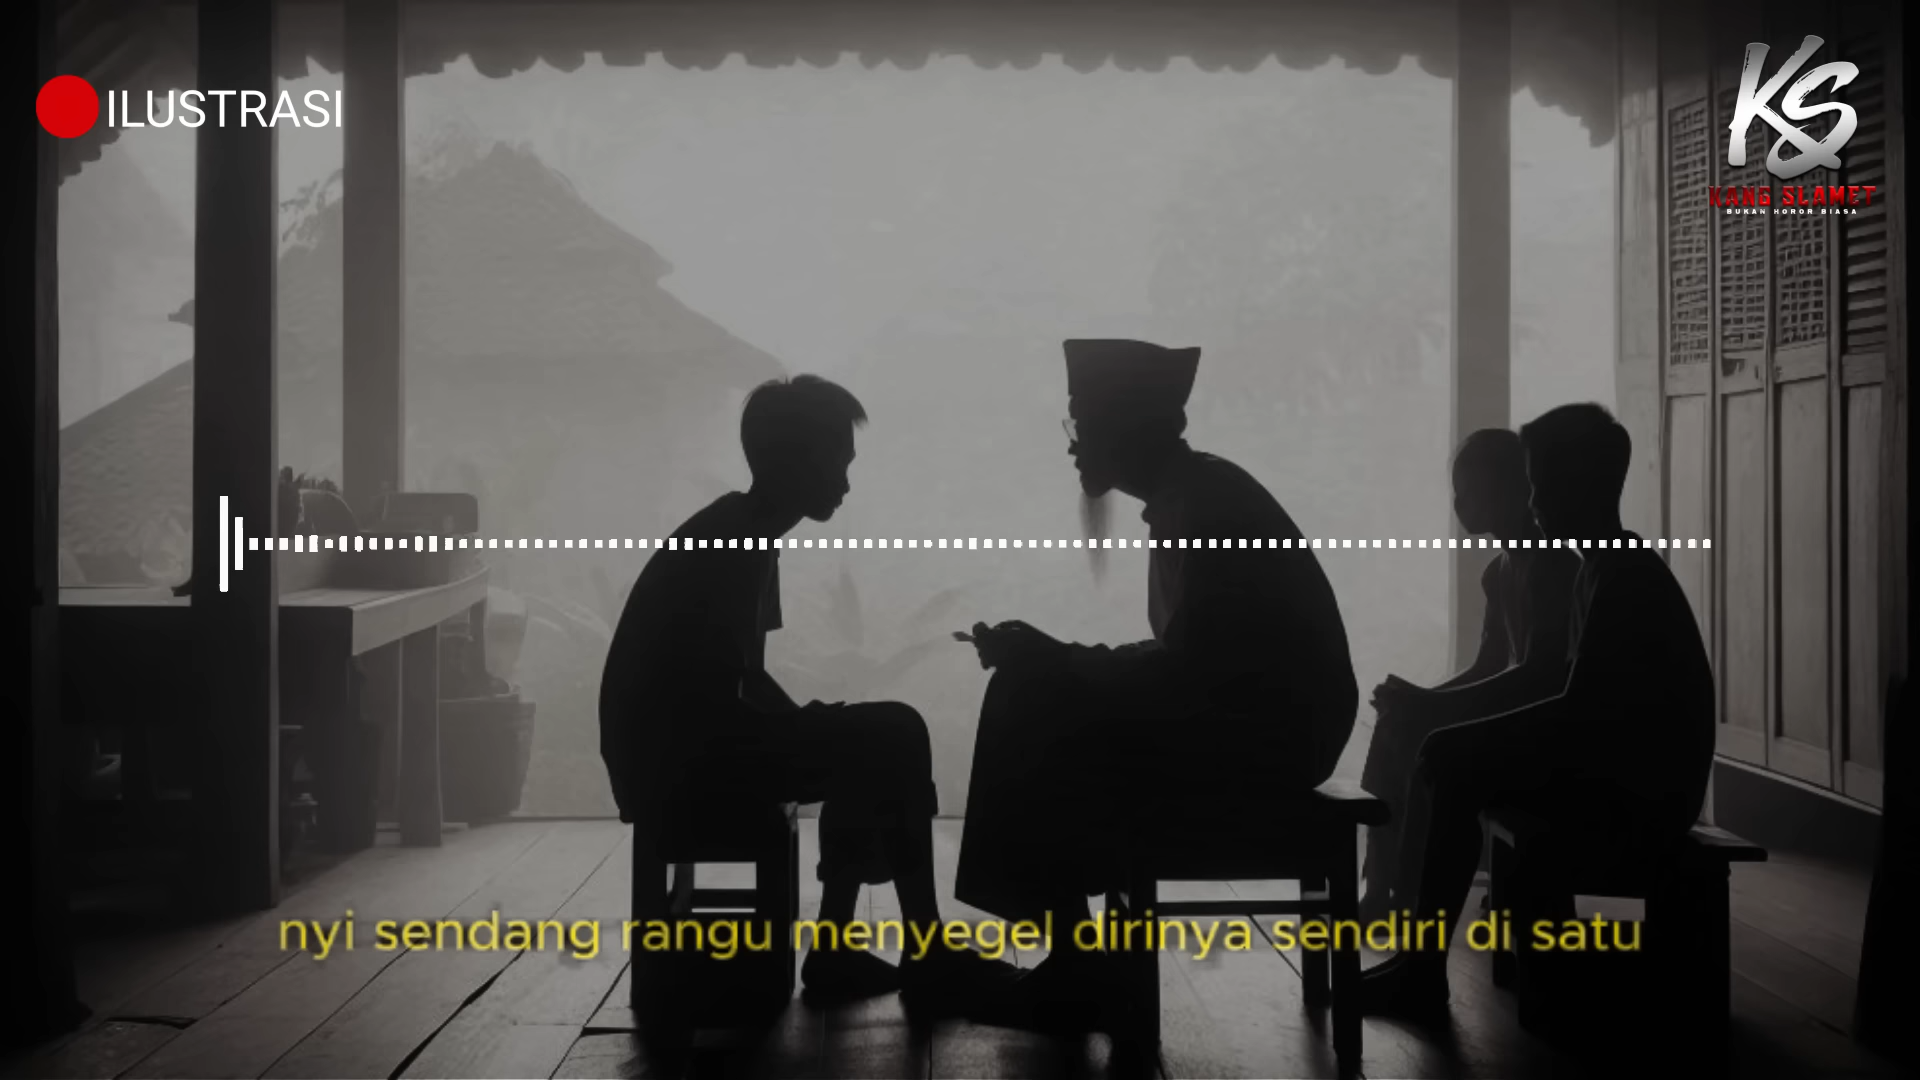 ILUSTRASI
KS
KANG SLAMET
BUKAN HOROR BIASA
nyi sendang rangu menyegel dirinya sendiri di satu